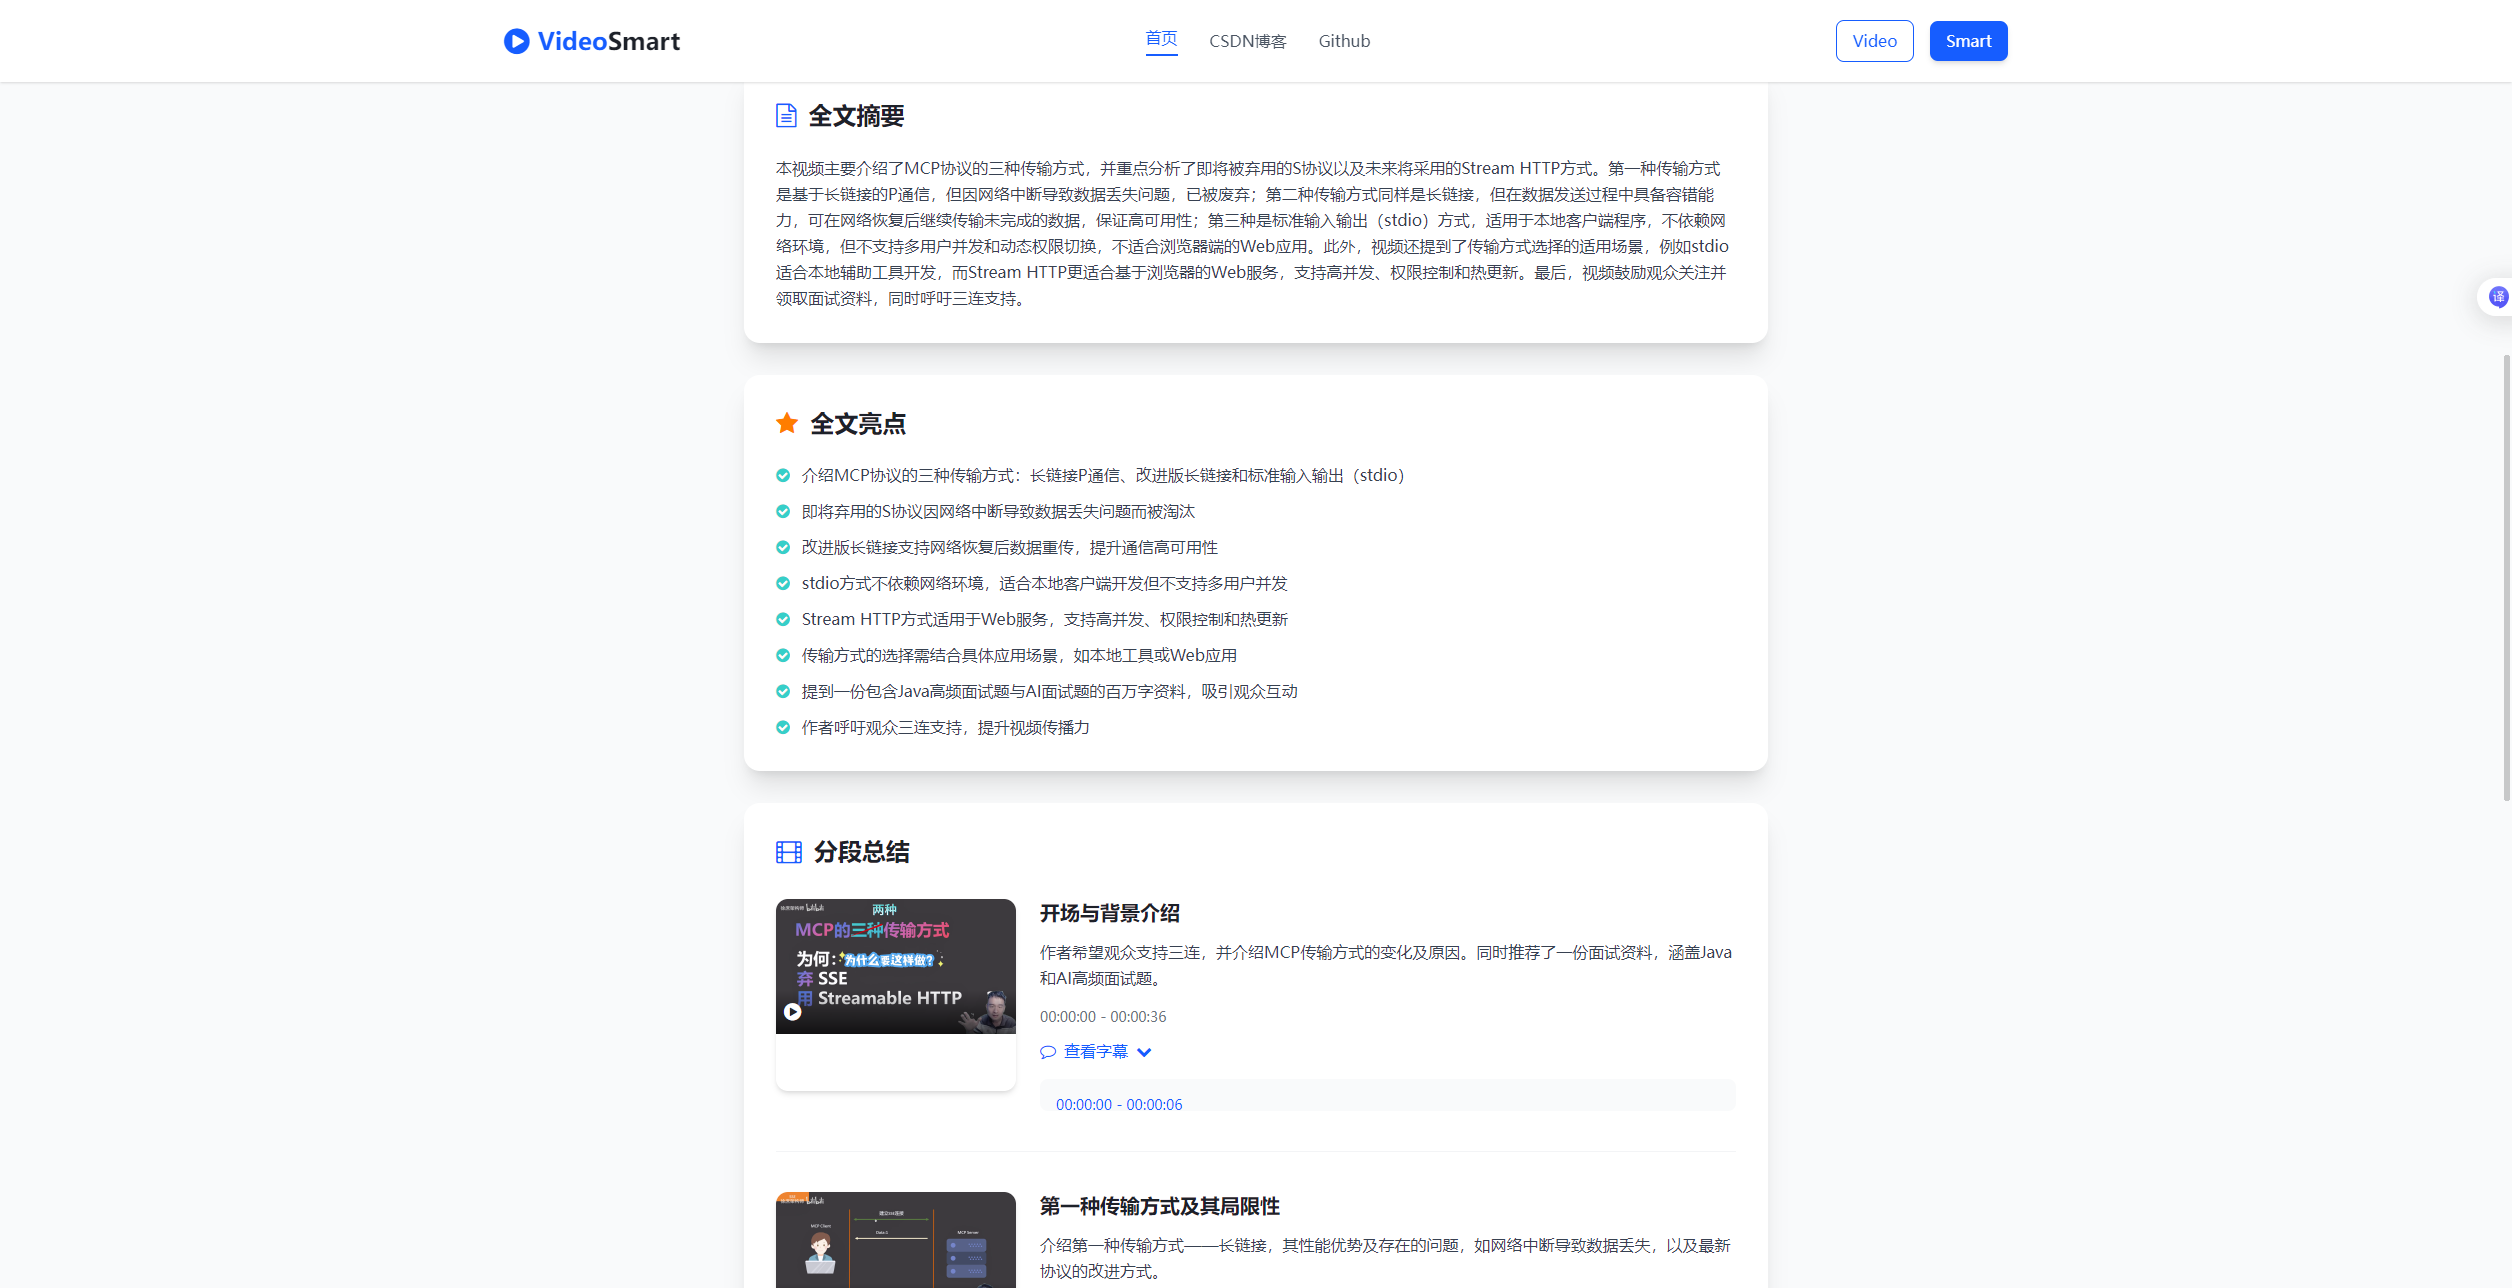 VideoSmart
首页
CSDN博客
Github
Video
Smart
全文摘要
本视频主要介绍了MCP协议的三种传输方式，并重点分析了即将被弃用的S协议以及未来将采用的Stream HTTP方式。第一种传输方式
是基于长链接的P通信，但因网络中断导致数据丢失问题，已被废弃；第二种传输方式同样是长链接，但在数据发送过程中具备容错能
力，可在网络恢复后继续传输未完成的数据，保证高可用性；第三种是标准输入输出（stdio）方式，适用于本地客户端程序，不依赖网
络环境，但不支持多用户并发和动态权限切换，不适合浏览器端的Web应用。此外，视频还提到了传输方式选择的适用场景，例如stdio
适合本地辅助工具开发，而Stream HTTP更适合基于浏览器的Web服务，支持高并发、权限控制和热更新。最后，视频鼓励观众关注并
领取面试资料，同时呼吁三连支持。
译
全文亮点
介绍MCP协议的三种传输方式：长链接P通信、改进版长链接和标准输入输出（stdio）
即将弃用的S协议因网络中断导致数据丢失问题而被淘汰
改进版长链接支持网络恢复后数据重传，提升通信高可用性
stdio方式不依赖网络环境，适合本地客户端开发但不支持多用户并发
Stream HTTP方式适用于Web服务，支持高并发、权限控制和热更新
传输方式的选择需结合具体应用场景，如本地工具或Web应用
提到一份包含Java高频面试题与AI面试题的百万字资料，吸引观众互动
作者呼吁观众三连支持，提升视频传播力
分段总结
两种
MCP的三种传输方式
为何：为什么要这样做?
弃 SSE
用 Streamable HTTP
开场与背景介绍
作者希望观众支持三连，并介绍MCP传输方式的变化及原因。同时推荐了一份面试资料，涵盖Java
和AI高频面试题。
00:00:00 - 00:00:36
查看字幕
00:00:00 - 00:00:06
MCP Client
建立SSE连接
Data-1
MCP Server
第一种传输方式及其局限性
介绍第一种传输方式——长链接，其性能优势及存在的问题，如网络中断导致数据丢失，以及最新
协议的改进方式。